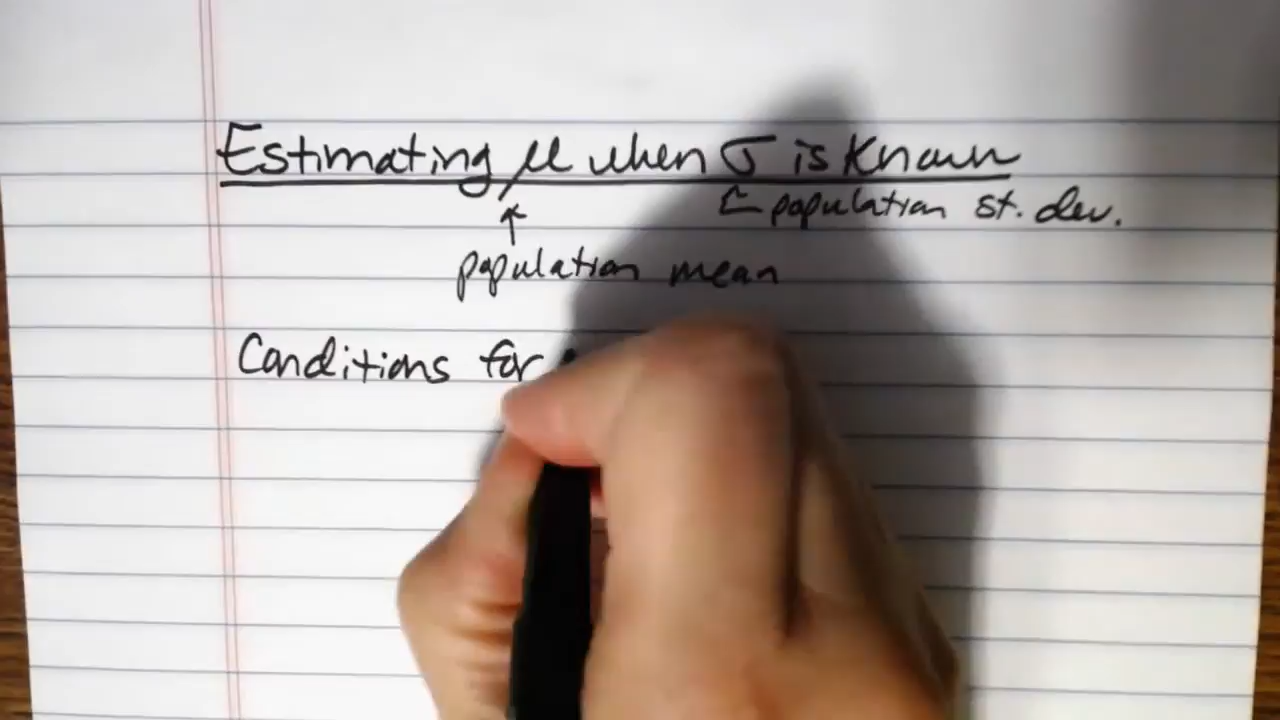 Estimating μ when σ is Known
population st. dev.
population mean
Conditions for